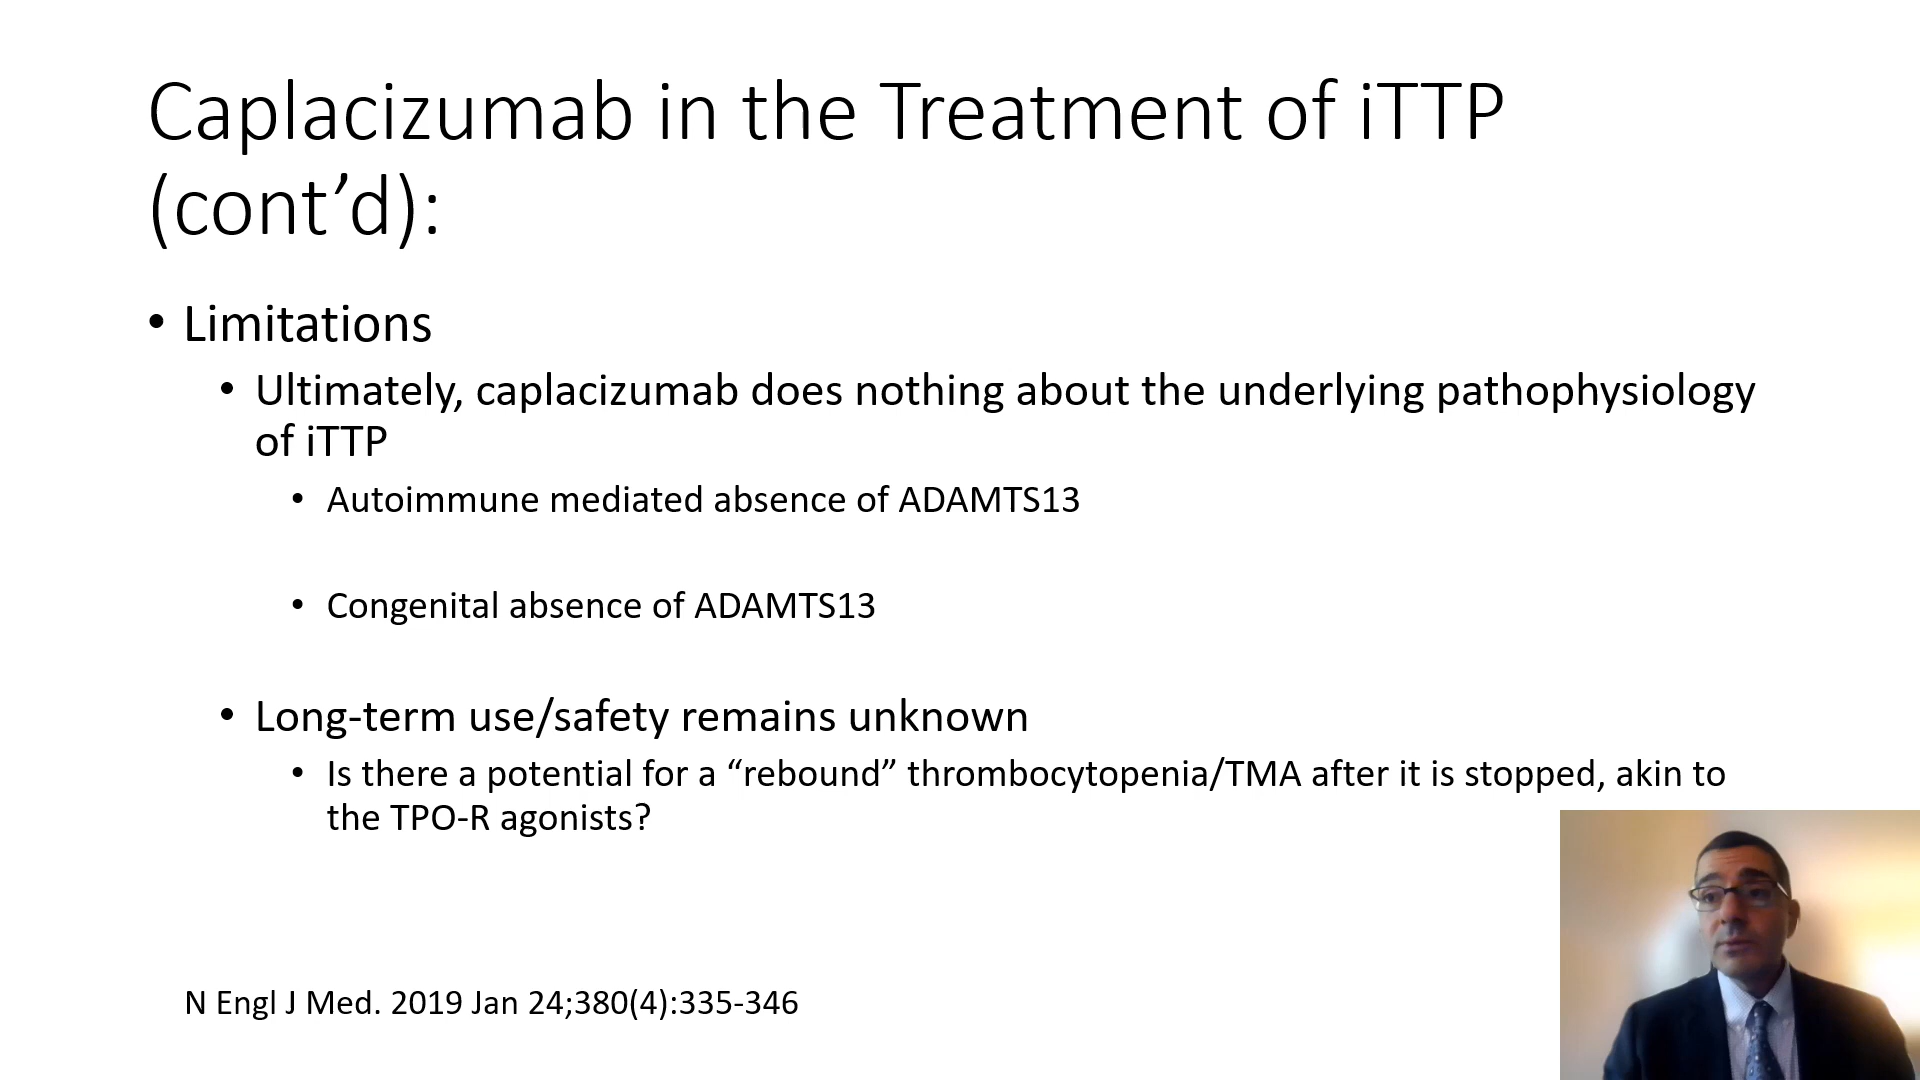 Caplacizumab in the Treatment of iTTP
(cont’d):
• Limitations
• Ultimately, caplacizumab does nothing about the underlying pathophysiology
of iTTP
• Autoimmune mediated absence of ADAMTS13
• Congenital absence of ADAMTS13
• Long-term use/safety remains unknown
• Is there a potential for a “rebound” thrombocytopenia/TMA after it is stopped, akin to
the TPO-R agonists?
N Engl J Med. 2019 Jan 24;380(4):335-346